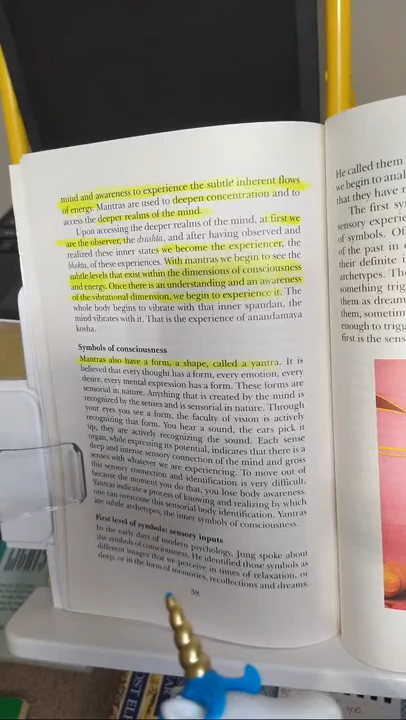 mind and awareness to experience the subtle inherent flows
of energy. Mantras are used to deepen concentration and to
access the deeper realms of the mind.
Upon accessing the deeper realms of the mind, at first we
are the observer, the drashta, and after having observed and
realized these inner states we become the experiencer, the
bhokta, of these experiences. With mantras we begin to see the
subtle levels that exist within the dimensions of consciousness
and energy. Once there is an understanding and an awareness
of the vibrational dimension, we begin to experience it. The
whole body begins to vibrate with that inner spandan, the
mind vibrates with it. That is the experience of anandamaya
kosha.
Symbols of consciousness
Mantras also have a form, a shape, called a yantra. It is
believed that every thought has a form, every emotion, every
desire, every mental expression has a form. These forms are
sensorial in nature. Anything that is created by the mind is
recognized by the senses and is sensorial in nature. Through
your eyes you see a form, the faculty of vision is actively
recognizing that form. You hear a sound, the ears pick it
up, they are actively recognizing the sound. Each sense
organ, while expressing its potential, indicates that there is a
deep and intense sensory connection of the mind and gross
senses with whatever we are experiencing. To move out of
this sensory connection and identification is very difficult,
because the moment you do that, you lose body awareness.
Yantras indicate a process of knowing and realizing by which
one can overcome this sensorial body identification. Yantras
are subtle archetypes, the inner symbols of consciousness.
First level of symbols: sensory inputs
In the early days of modern psychology, Jung spoke about
the symbols of consciousness. He identified those symbols as
different images that we perceive in times of relaxation, or
sleep, or in the form of memories, recollections and dreams.
38
He called them
we begin to anal
that they have r
The first sy
sensory experie
of symbols. Of
of the past in
their definite i
archetypes. Th
something trig
them as dream
them, sometim
enough to trigg
first is the sens
POST EL